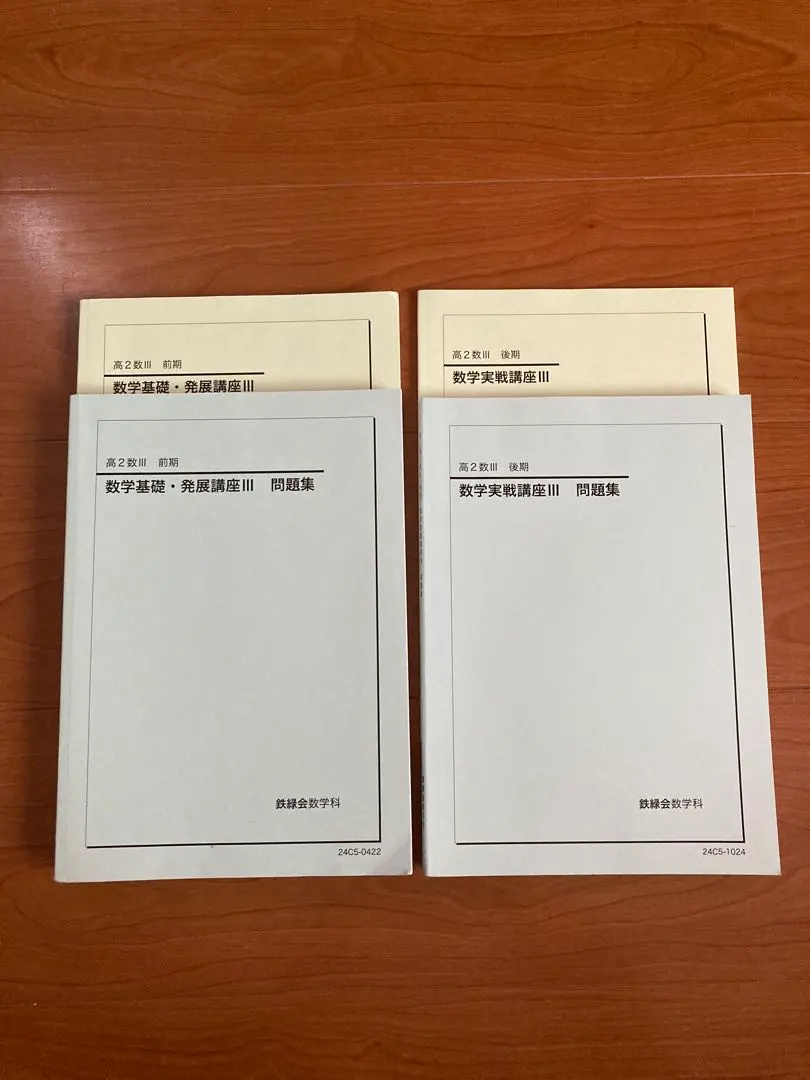 高2数Ⅲ 前期
数学基礎・発展講座Ⅲ
高2数Ⅲ 後期
数学実戦講座Ⅲ
高2数Ⅲ 前期
数学基礎・発展講座Ⅲ 問題集
鉄緑会数学科
24C5-0422
高2数Ⅲ 後期
数学実戦講座Ⅲ 問題集
鉄緑会数学科
24C5-1024